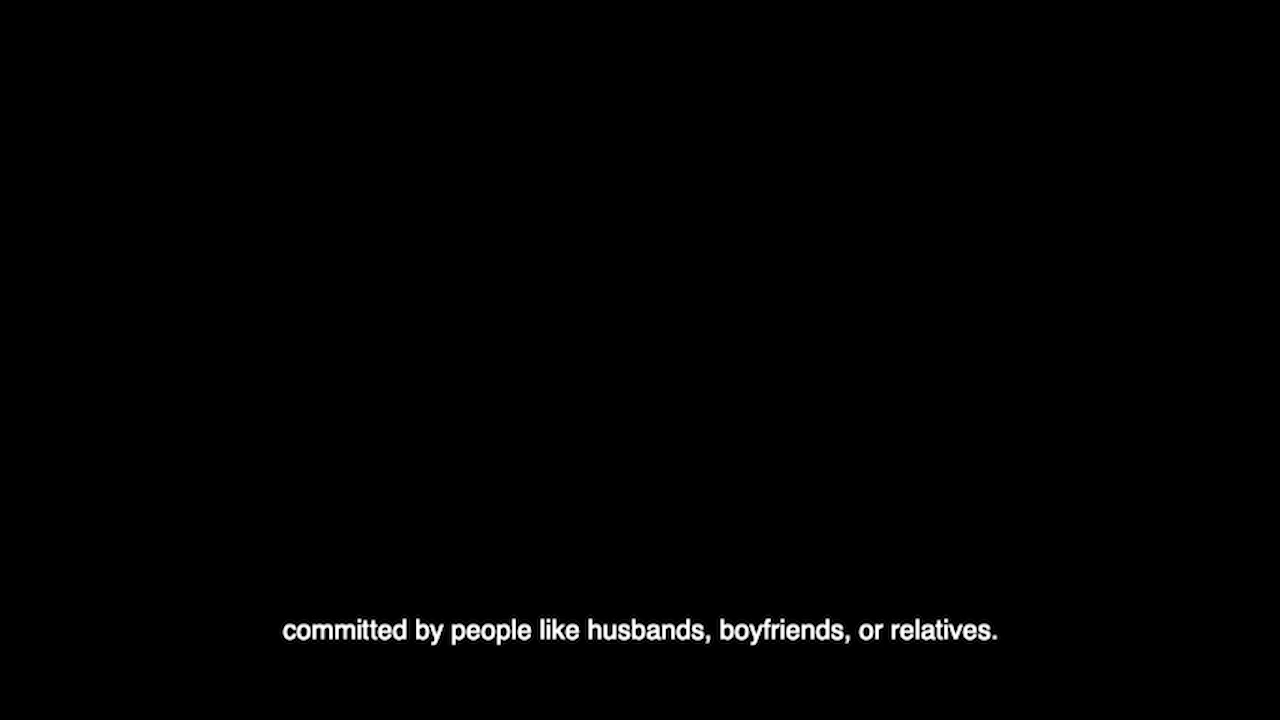 committed by people like husbands, boyfriends, or relatives.